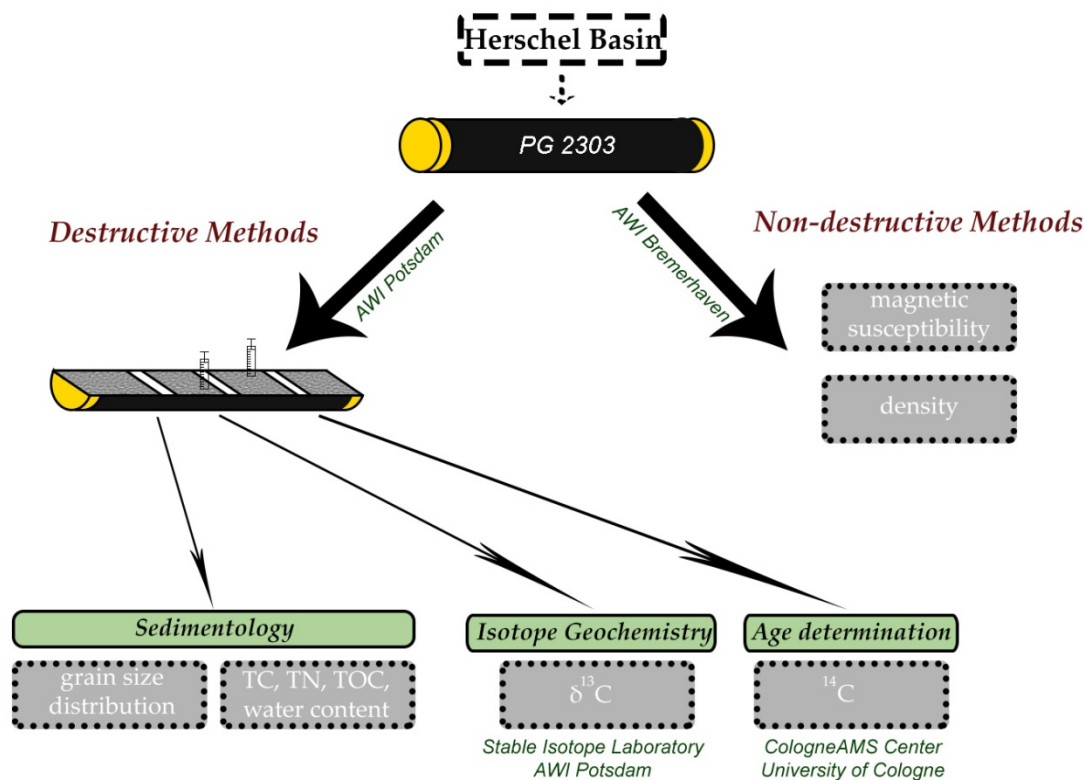 Herschel Basin
PG 2303
Destructive Methods
AWI Potsdam
AWI Bremerhaven
Non-destructive Methods
magnetic
susceptibility
density
Sedimentology
grain size
distribution
TC, TN, TOC,
water content
Isotope Geochemistry
δ¹³C
Stable Isotope Laboratory
AWI Potsdam
Age determination
¹⁴C
CologneAMS Center
University of Cologne